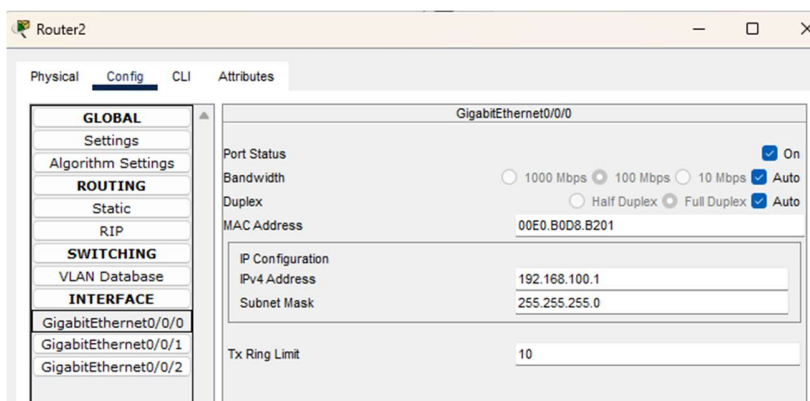 Router2
Physical Config CLI Attributes
GLOBAL
Settings
Algorithm Settings
ROUTING
Static
RIP
SWITCHING
VLAN Database
INTERFACE
GigabitEthernet0/0/0
GigabitEthernet0/0/1
GigabitEthernet0/0/2
GigabitEthernet0/0/0
Port Status On
Bandwidth 1000 Mbps 100 Mbps 10 Mbps Auto
Duplex Half Duplex Full Duplex Auto
MAC Address 00E0.B0D8.B201
IP Configuration
IPv4 Address 192.168.100.1
Subnet Mask 255.255.255.0
Tx Ring Limit 10